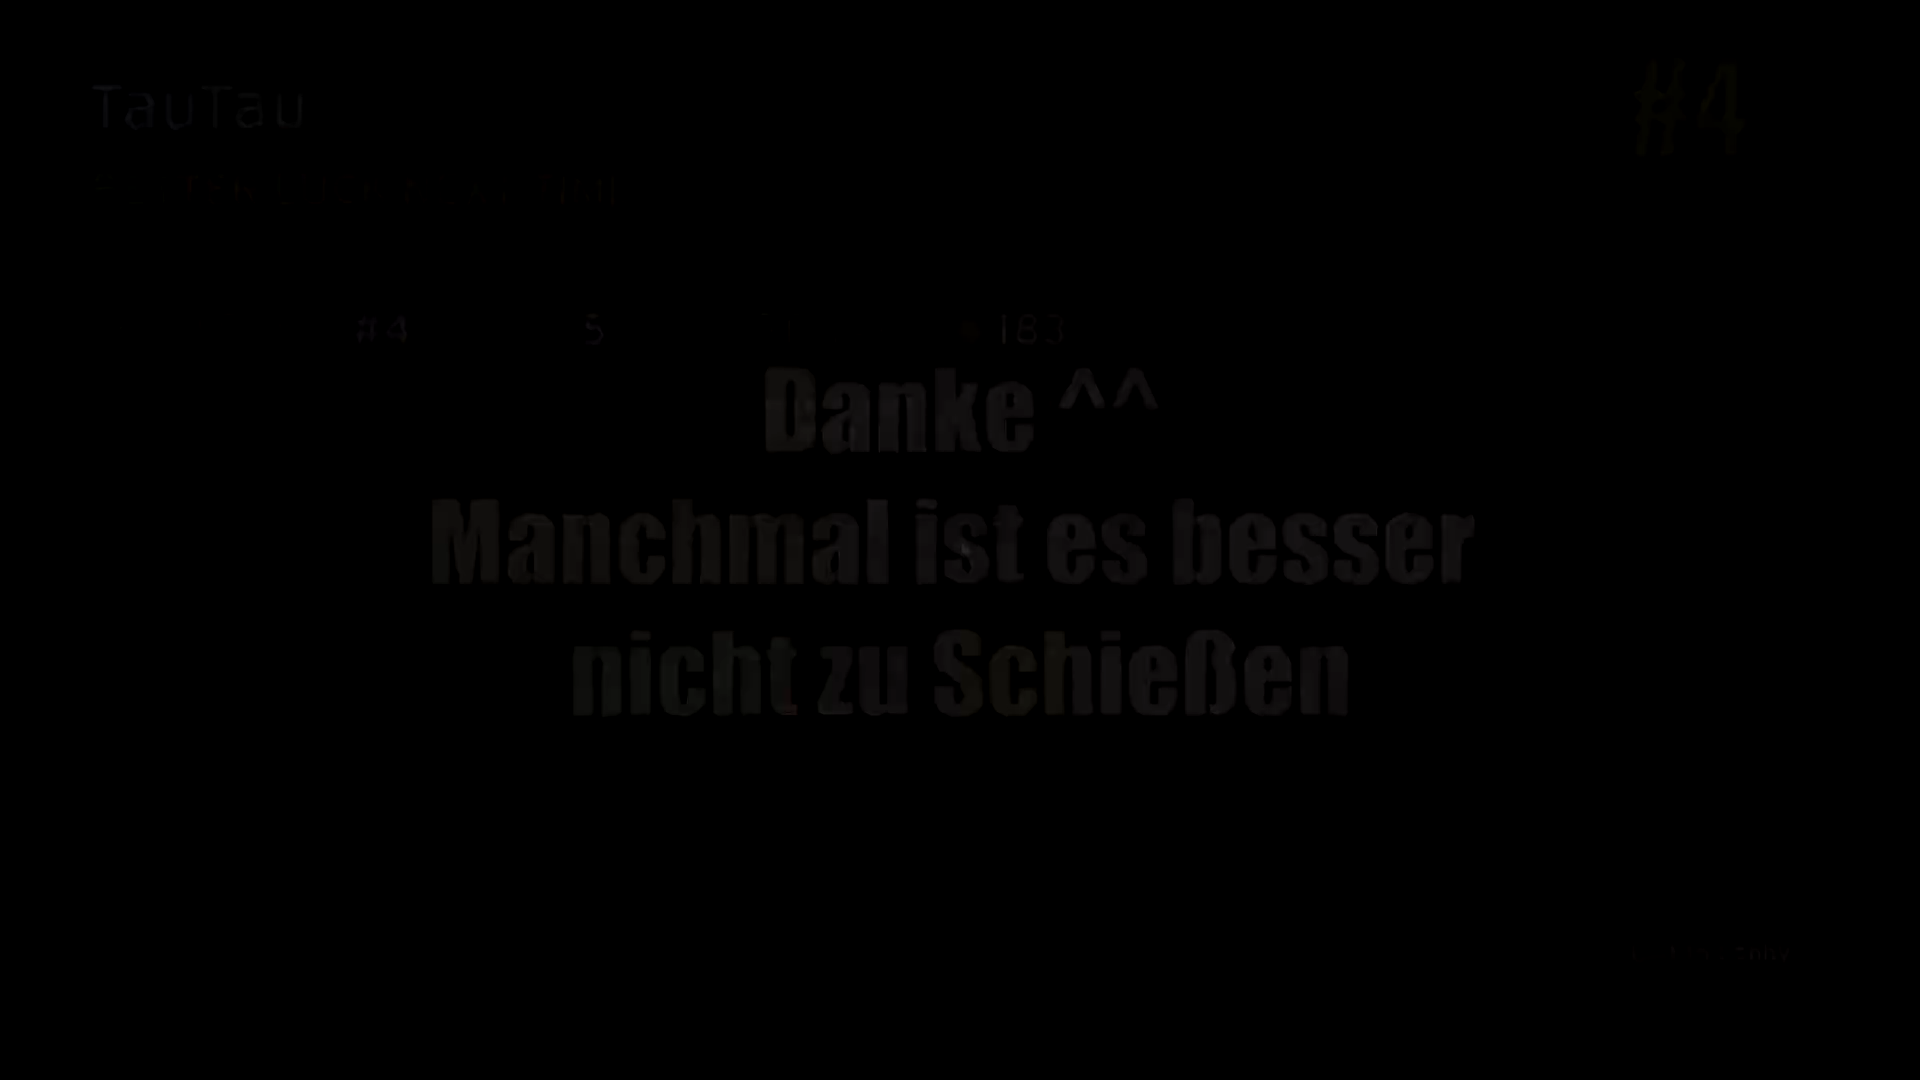 TauTau
#4
#4 5 183
Danke ^^
Manchmal ist es besser
nicht zu Schießen